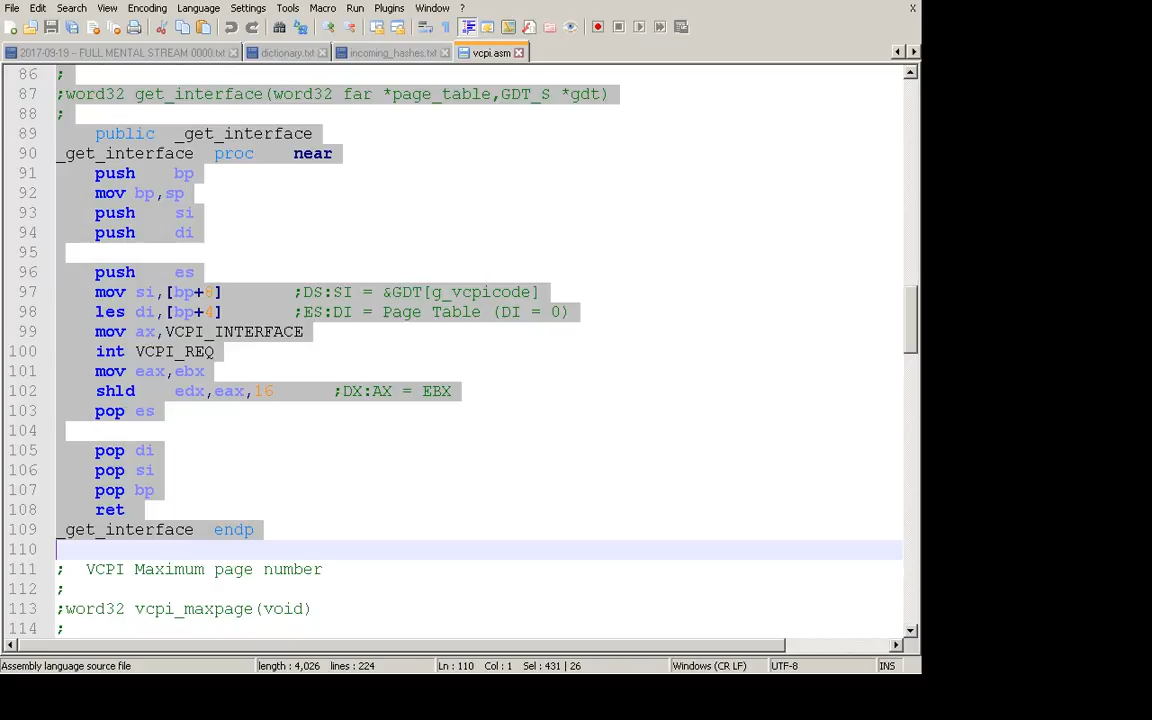 File Edit Search View Encoding Language Settings Tools Macro Run Plugins Window ? X
2017-09-19 – FULL MENTAL STREAM 0000.txt dictionary.txt incoming_hashes.txt vcpi.asm
86 ;
87 ;word32 get_interface(word32 far *page_table,GDT_S *gdt)
88 ;
89 public _get_interface
90 _get_interface proc near
91 push bp
92 mov bp,sp
93 push si
94 push di
95
96 push es
97 mov si,[bp+8] ;DS:SI = &GDT[g_vcpicode]
98 les di,[bp+4] ;ES:DI = Page Table (DI = 0)
99 mov ax,VCPI_INTERFACE
100 int VCPI_REQ
101 mov eax,ebx
102 shld edx,eax,16 ;DX:AX = EBX
103 pop es
104
105 pop di
106 pop si
107 pop bp
108 ret
109 _get_interface endp
110
111 ; VCPI Maximum page number
112 ;
113 ;word32 vcpi_maxpage(void)
114 ;
Assembly language source file length : 4,026 lines : 224 Ln : 110 Col : 1 Sel : 431 | 26 Windows (CR LF) UTF-8 INS